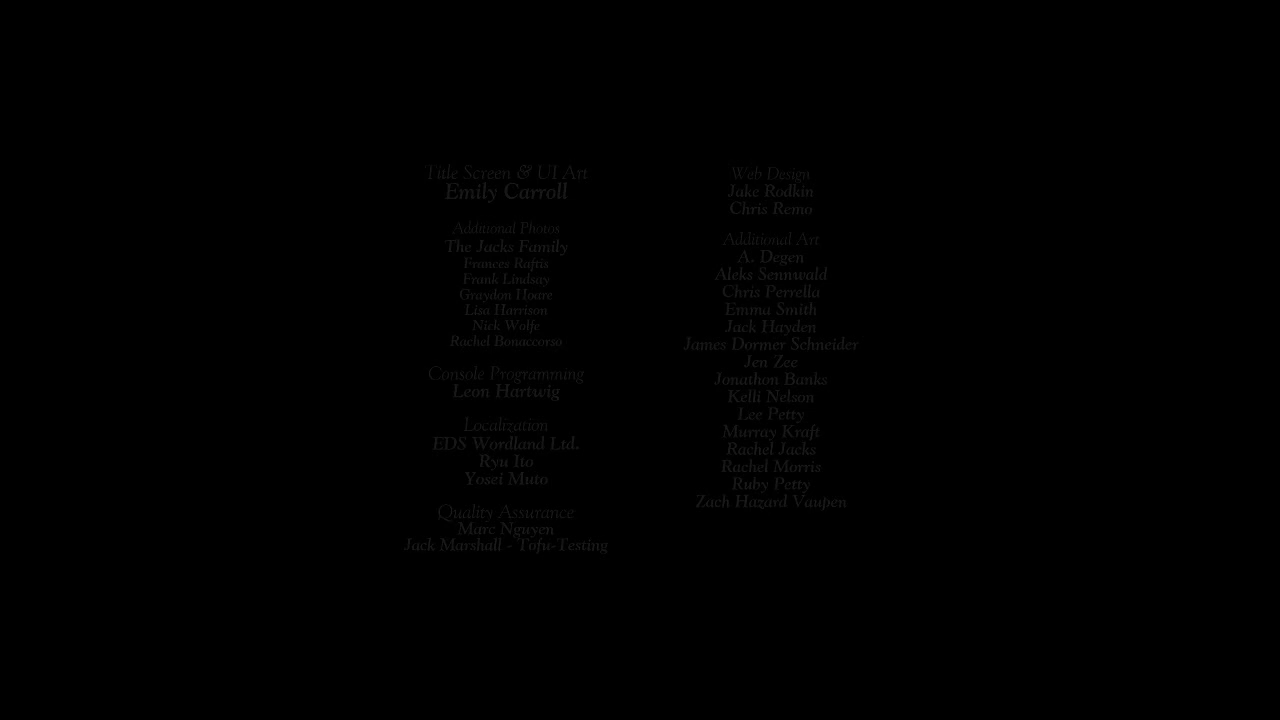 Title Screen & UI Art
Emily Carroll
Additional Photos
The Jacks Family
Frances Raftis
Frank Lindsay
Graydon Hoare
Lisa Harrison
Nick Wolfe
Rachel Bonaccorso
Console Programming
Leon Hartwig
Localization
EDS Wordland Ltd.
Ryu Ito
Yosei Muto
Quality Assurance
Marc Nguyen
Jack Marshall - Tofu-Testing
Web Design
Jake Rodkin
Chris Remo
Additional Art
A. Degen
Aleks Sennwald
Chris Perrella
Emma Smith
Jack Hayden
James Dormer Schneider
Jen Zee
Jonathon Banks
Kelli Nelson
Lee Petty
Murray Kraft
Rachel Jacks
Rachel Morris
Ruby Petty
Zach Hazard Vaupen